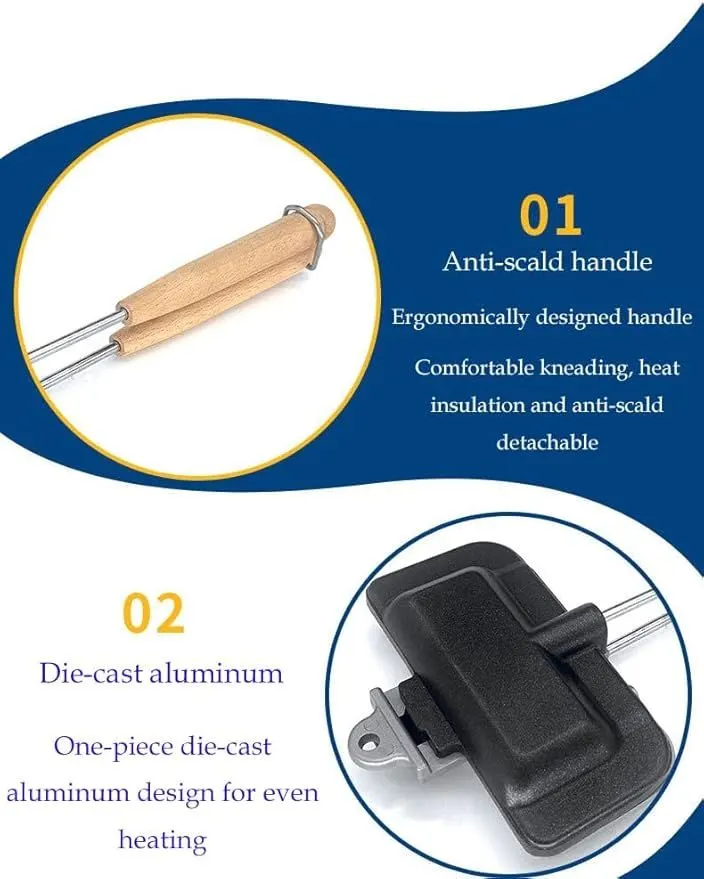 01
Anti-scald handle
Ergonomically designed handle
Comfortable kneading, heat
insulation and anti-scald
detachable
02
Die-cast aluminum
One-piece die-cast
aluminum design for even
heating